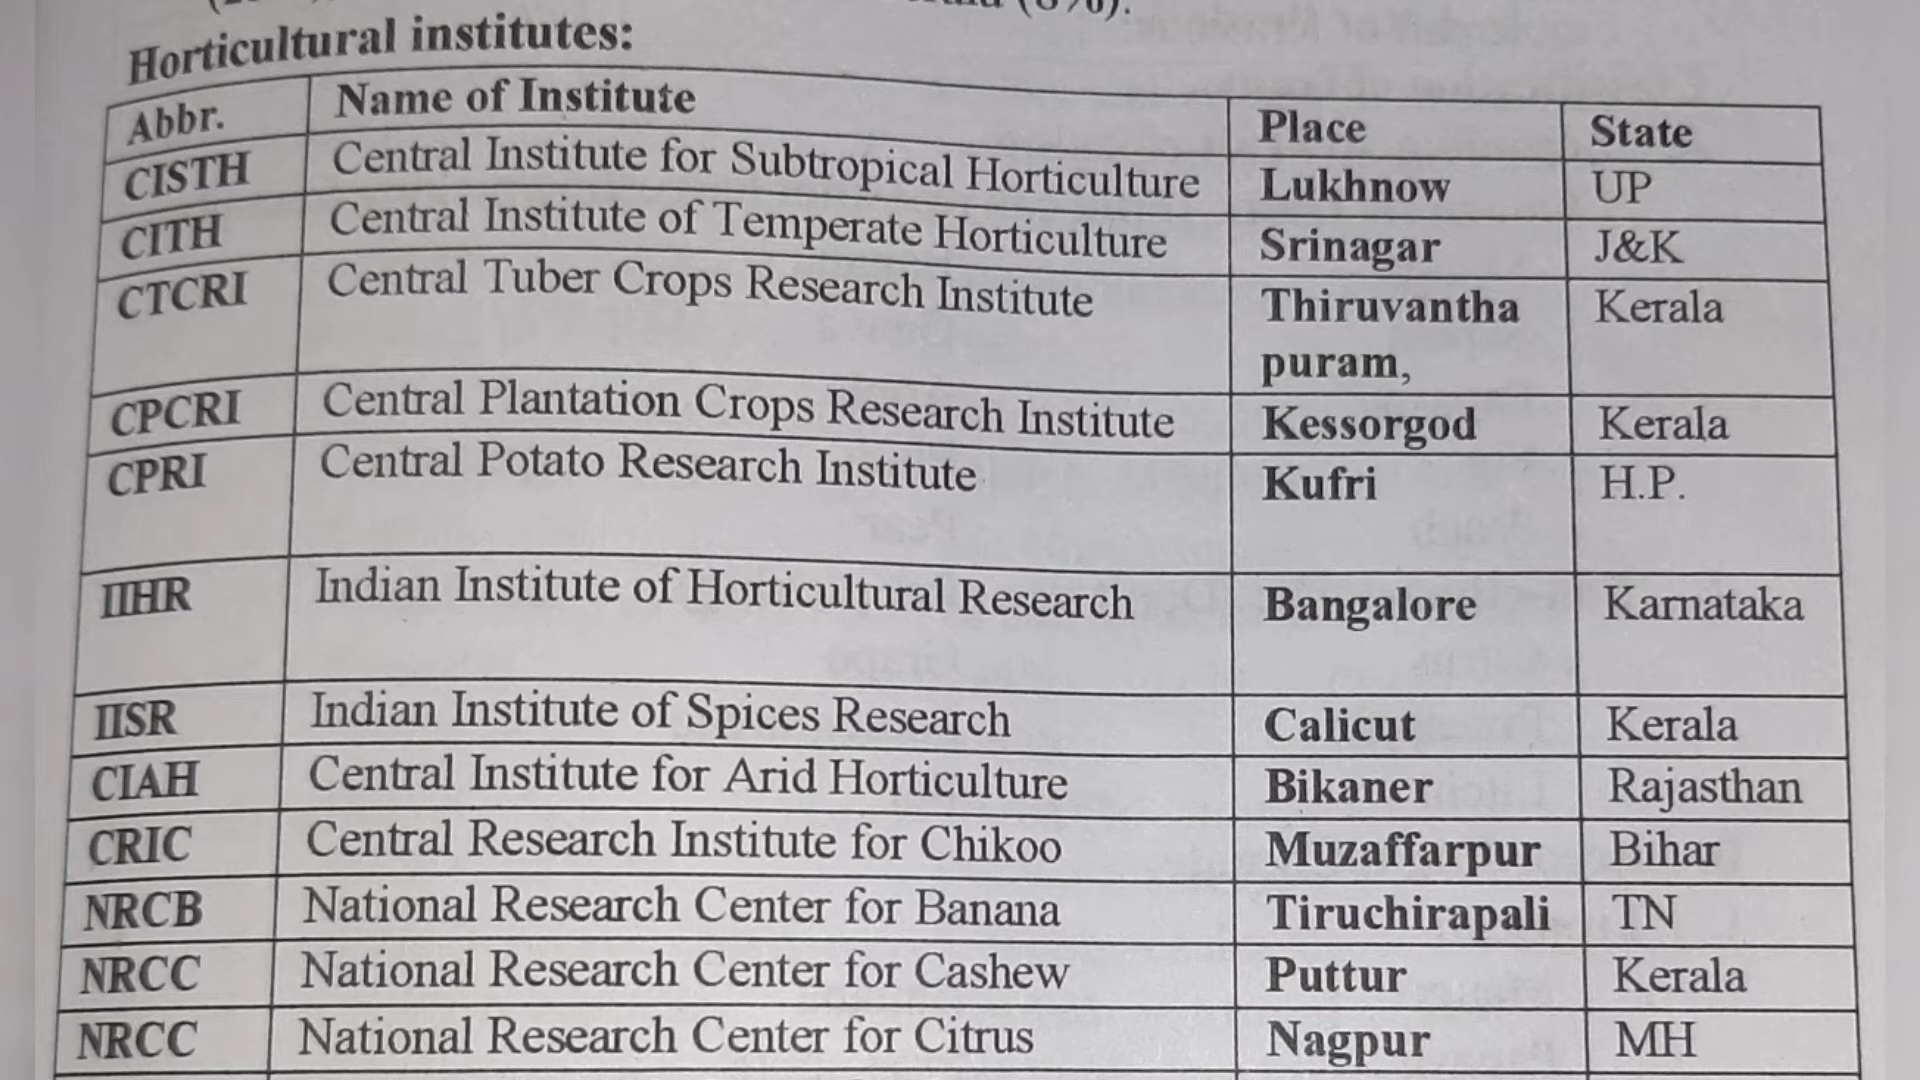 Horticultural institutes:
Abbr. Name of Institute Place State
CISTH Central Institute for Subtropical Horticulture Lukhnow UP
CITH Central Institute of Temperate Horticulture Srinagar J&K
CTCRI Central Tuber Crops Research Institute Thiruvantha Kerala
puram,
CPCRI Central Plantation Crops Research Institute Kessorgod Kerala
CPRI Central Potato Research Institute Kufri H.P.
IIHR Indian Institute of Horticultural Research Bangalore Karnataka
IISR Indian Institute of Spices Research Calicut Kerala
CIAH Central Institute for Arid Horticulture Bikaner Rajasthan
CRIC Central Research Institute for Chikoo Muzaffarpur Bihar
NRCB National Research Center for Banana Tiruchirapali TN
NRCC National Research Center for Cashew Puttur Kerala
NRCC National Research Center for Citrus Nagpur MH